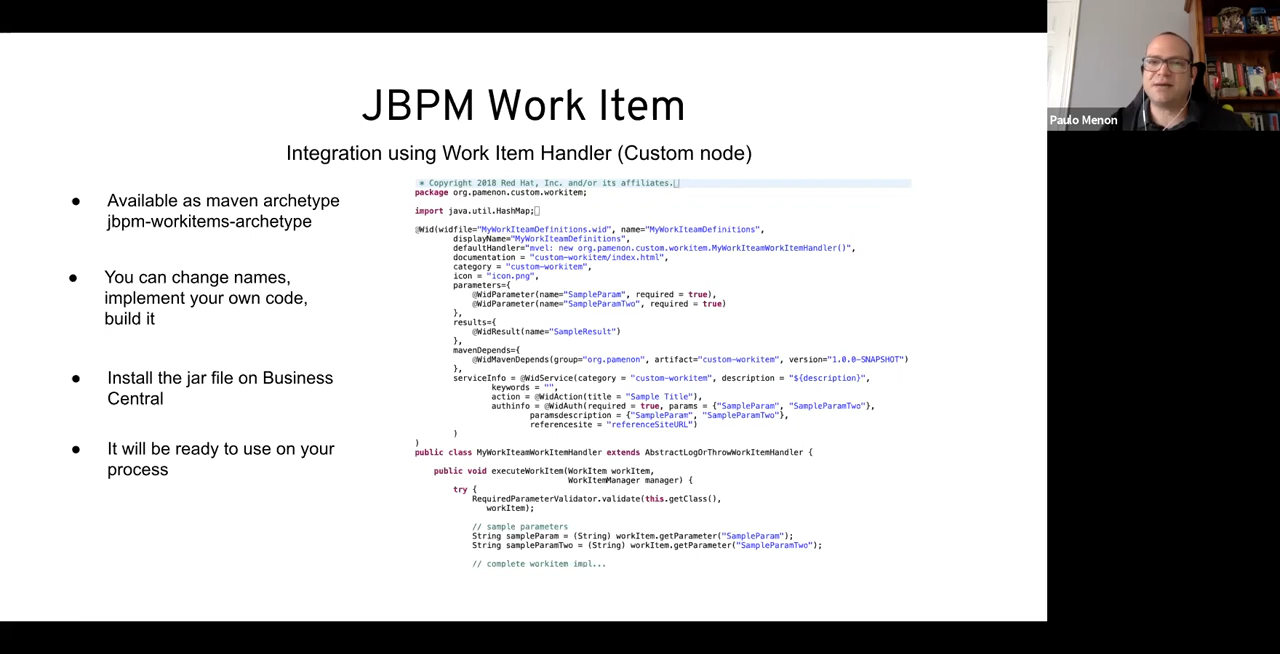 JBPM Work Item
Integration using Work Item Handler (Custom node)
● Available as maven archetype
jbpm-workitems-archetype
● You can change names,
implement your own code,
build it
● Install the jar file on Business
Central
● It will be ready to use on your
process
* Copyright 2018 Red Hat, Inc. and/or its affiliates.
package org.pamenon.custom.workitem;
import java.util.HashMap;
@Wid(widfile="MyWorkIteamDefinitions.wid", name="MyWorkIteamDefinitions",
displayName="MyWorkIteamDefinitions",
defaultHandler="mvel: new org.pamenon.custom.workitem.MyWorkIteamWorkItemHandler()",
documentation = "custom-workitem/index.html",
category = "custom-workitem",
icon = "icon.png",
parameters={
@WidParameter(name="SampleParam", required = true),
@WidParameter(name="SampleParamTwo", required = true)
},
results={
@WidResult(name="SampleResult")
},
mavenDepends={
@WidMavenDepends(group="org.pamenon", artifact="custom-workitem", version="1.0.0-SNAPSHOT")
},
serviceInfo = @WidService(category = "custom-workitem", description = "${description}",
keywords = "",
action = @WidAction(title = "Sample Title"),
authinfo = @WidAuth(required = true, params = {"SampleParam", "SampleParamTwo"},
paramsdescription = {"SampleParam", "SampleParamTwo"},
referencesite = "referenceSiteURL")
)
)
public class MyWorkIteamWorkItemHandler extends AbstractLogOrThrowWorkItemHandler {
public void executeWorkItem(WorkItem workItem,
WorkItemManager manager) {
try {
RequiredParameterValidator.validate(this.getClass(),
workItem);
// sample parameters
String sampleParam = (String) workItem.getParameter("SampleParam");
String sampleParamTwo = (String) workItem.getParameter("SampleParamTwo");
// complete workitem impl...
Paulo Menon